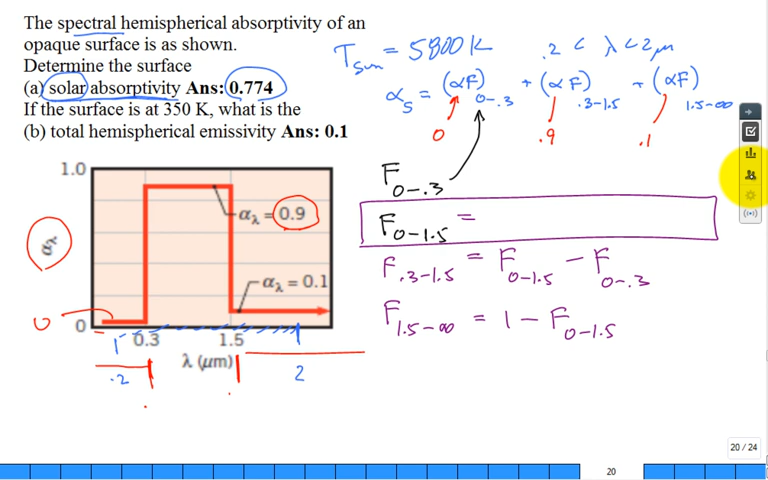 The spectral hemispherical absorptivity of an
opaque surface is as shown.
Determine the surface
(a) solar absorptivity Ans: 0.774
If the surface is at 350 K, what is the
(b) total hemispherical emissivity Ans: 0.1
T_sun = 5800K .2 < λ < 2μm
α_s = (αF)_0-.3 + (αF)_.3-1.5 + (αF)_1.5-∞
0 .9 .1
F_0-.3
F_0-1.5 =
F_.3-1.5 = F_0-1.5 - F_0-.3
F_1.5-∞ = 1 - F_0-1.5
1.0
α_λ = 0.9
α_λ
α_λ = 0.1
0
0
0.3 1.5
λ (μm)
.2 2
20 / 24
20